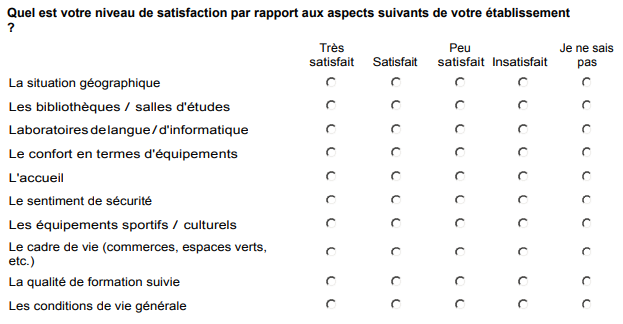 Quel est votre niveau de satisfaction par rapport aux aspects suivants de votre établissement
?
Très satisfait Satisfait Peu satisfait Insatisfait Je ne sais pas
La situation géographique
Les bibliothèques / salles d'études
Laboratoires de langue / d'informatique
Le confort en termes d'équipements
L'accueil
Le sentiment de sécurité
Les équipements sportifs / culturels
Le cadre de vie (commerces, espaces verts,
etc.)
La qualité de formation suivie
Les conditions de vie générale